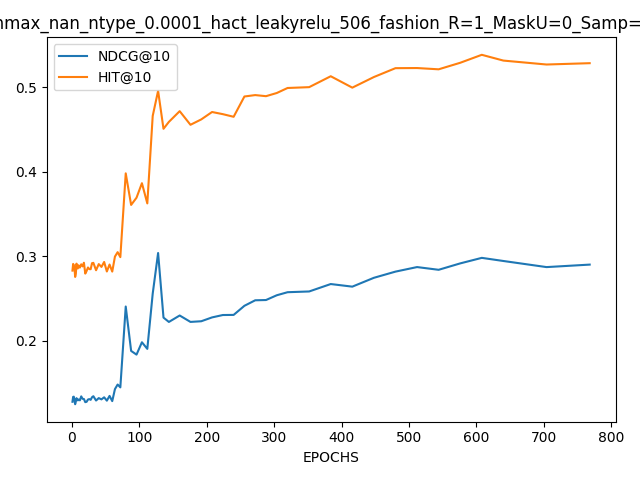 nmax_nan_ntype_0.0001_hact_leakyrelu_506_fashion_R=1_MaskU=0_Samp=
NDCG@10
HIT@10
0.5
0.4
0.3
0.2
0 100 200 300 400 500 600 700 800
EPOCHS